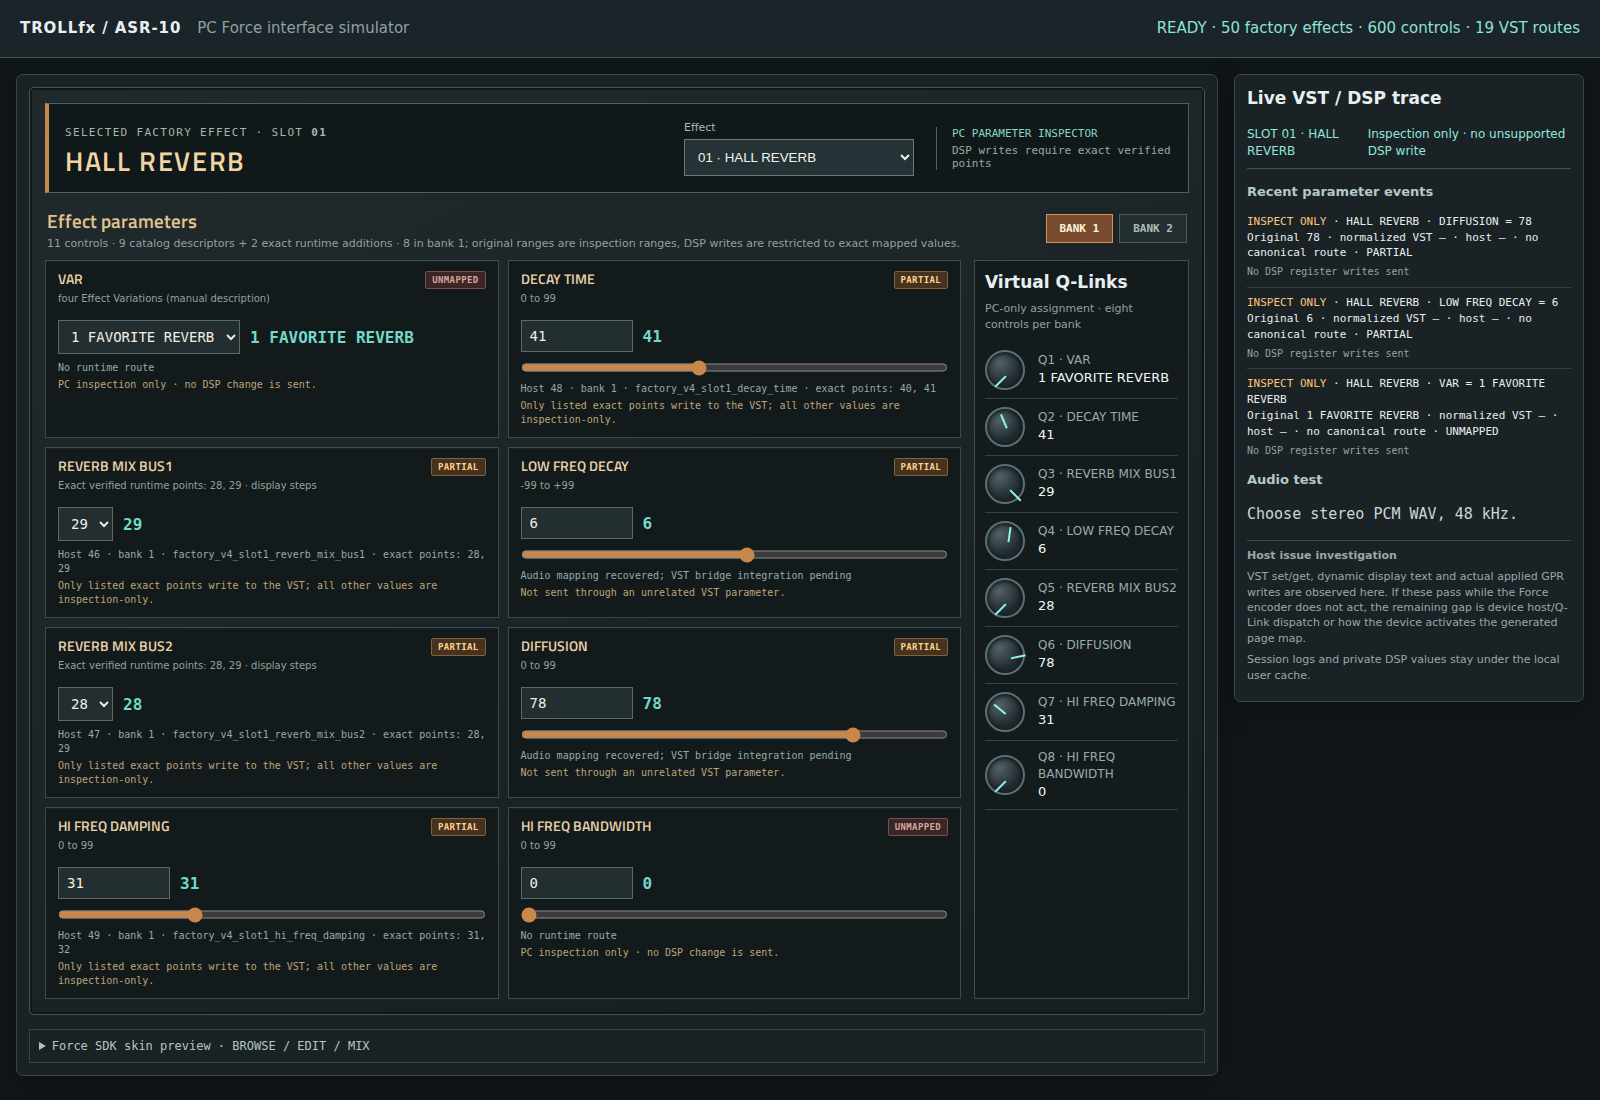 TROLLfx / ASR-10 PC Force interface simulator
READY · 50 factory effects · 600 controls · 19 VST routes
SELECTED FACTORY EFFECT · SLOT 01
HALL REVERB
Effect
01 · HALL REVERB
PC PARAMETER INSPECTOR
DSP writes require exact verified
points
Effect parameters
11 controls · 9 catalog descriptors + 2 exact runtime additions · 8 in bank 1; original ranges are inspection ranges, DSP writes are restricted to exact mapped values.
BANK 1
BANK 2
VAR
UNMAPPED
four Effect Variations (manual description)
1 FAVORITE REVERB 1 FAVORITE REVERB
No runtime route
PC inspection only · no DSP change is sent.
DECAY TIME
PARTIAL
0 to 99
41 41
Host 48 · bank 1 · factory_v4_slot1_decay_time · exact points: 40, 41
Only listed exact points write to the VST; all other values are
inspection-only.
REVERB MIX BUS1
PARTIAL
Exact verified runtime points: 28, 29 · display steps
29 29
Host 46 · bank 1 · factory_v4_slot1_reverb_mix_bus1 · exact points: 28,
29
Only listed exact points write to the VST; all other values are
inspection-only.
LOW FREQ DECAY
PARTIAL
-99 to +99
6 6
Audio mapping recovered; VST bridge integration pending
Not sent through an unrelated VST parameter.
REVERB MIX BUS2
PARTIAL
Exact verified runtime points: 28, 29 · display steps
28 28
Host 47 · bank 1 · factory_v4_slot1_reverb_mix_bus2 · exact points: 28,
29
Only listed exact points write to the VST; all other values are
inspection-only.
DIFFUSION
PARTIAL
0 to 99
78 78
Audio mapping recovered; VST bridge integration pending
Not sent through an unrelated VST parameter.
HI FREQ DAMPING
PARTIAL
0 to 99
31 31
Host 49 · bank 1 · factory_v4_slot1_hi_freq_damping · exact points: 31,
32
Only listed exact points write to the VST; all other values are
inspection-only.
HI FREQ BANDWIDTH
UNMAPPED
0 to 99
0 0
No runtime route
PC inspection only · no DSP change is sent.
Virtual Q-Links
PC-only assignment · eight
controls per bank
Q1 · VAR
1 FAVORITE REVERB
Q2 · DECAY TIME
41
Q3 · REVERB MIX BUS1
29
Q4 · LOW FREQ DECAY
6
Q5 · REVERB MIX BUS2
28
Q6 · DIFFUSION
78
Q7 · HI FREQ DAMPING
31
Q8 · HI FREQ
BANDWIDTH
0
Force SDK skin preview · BROWSE / EDIT / MIX
Live VST / DSP trace
SLOT 01 · HALL
REVERB
Inspection only · no unsupported
DSP write
Recent parameter events
INSPECT ONLY · HALL REVERB · DIFFUSION = 78
Original 78 · normalized VST — · host — · no
canonical route · PARTIAL
No DSP register writes sent
INSPECT ONLY · HALL REVERB · LOW FREQ DECAY = 6
Original 6 · normalized VST — · host — · no
canonical route · PARTIAL
No DSP register writes sent
INSPECT ONLY · HALL REVERB · VAR = 1 FAVORITE
REVERB
Original 1 FAVORITE REVERB · normalized VST — ·
host — · no canonical route · UNMAPPED
No DSP register writes sent
Audio test
Choose stereo PCM WAV, 48 kHz.
Host issue investigation
VST set/get, dynamic display text and actual applied GPR
writes are observed here. If these pass while the Force
encoder does not act, the remaining gap is device host/Q-
Link dispatch or how the device activates the generated
page map.
Session logs and private DSP values stay under the local
user cache.